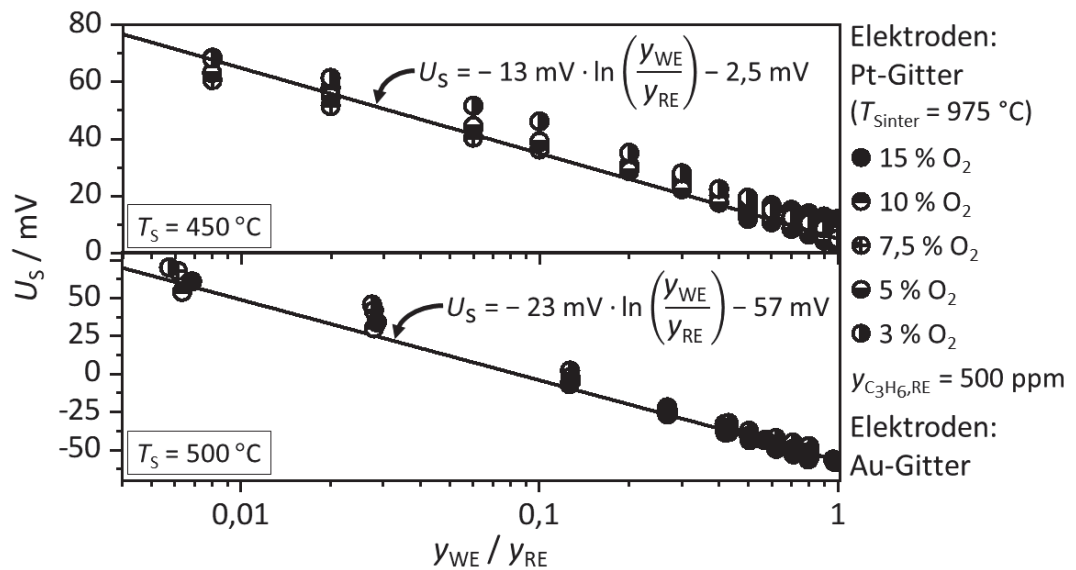 80
60
40
20
0
50
25
0
-25
-50
U_S / mV
U_S = − 13 mV · ln (y_WE / y_RE) − 2,5 mV
T_S = 450 °C
U_S = − 23 mV · ln (y_WE / y_RE) − 57 mV
T_S = 500 °C
0,01
0,1
1
y_WE / y_RE
Elektroden:
Pt-Gitter
(T_Sinter = 975 °C)
15 % O₂
10 % O₂
7,5 % O₂
5 % O₂
3 % O₂
y_C₃H₆,RE = 500 ppm
Elektroden:
Au-Gitter